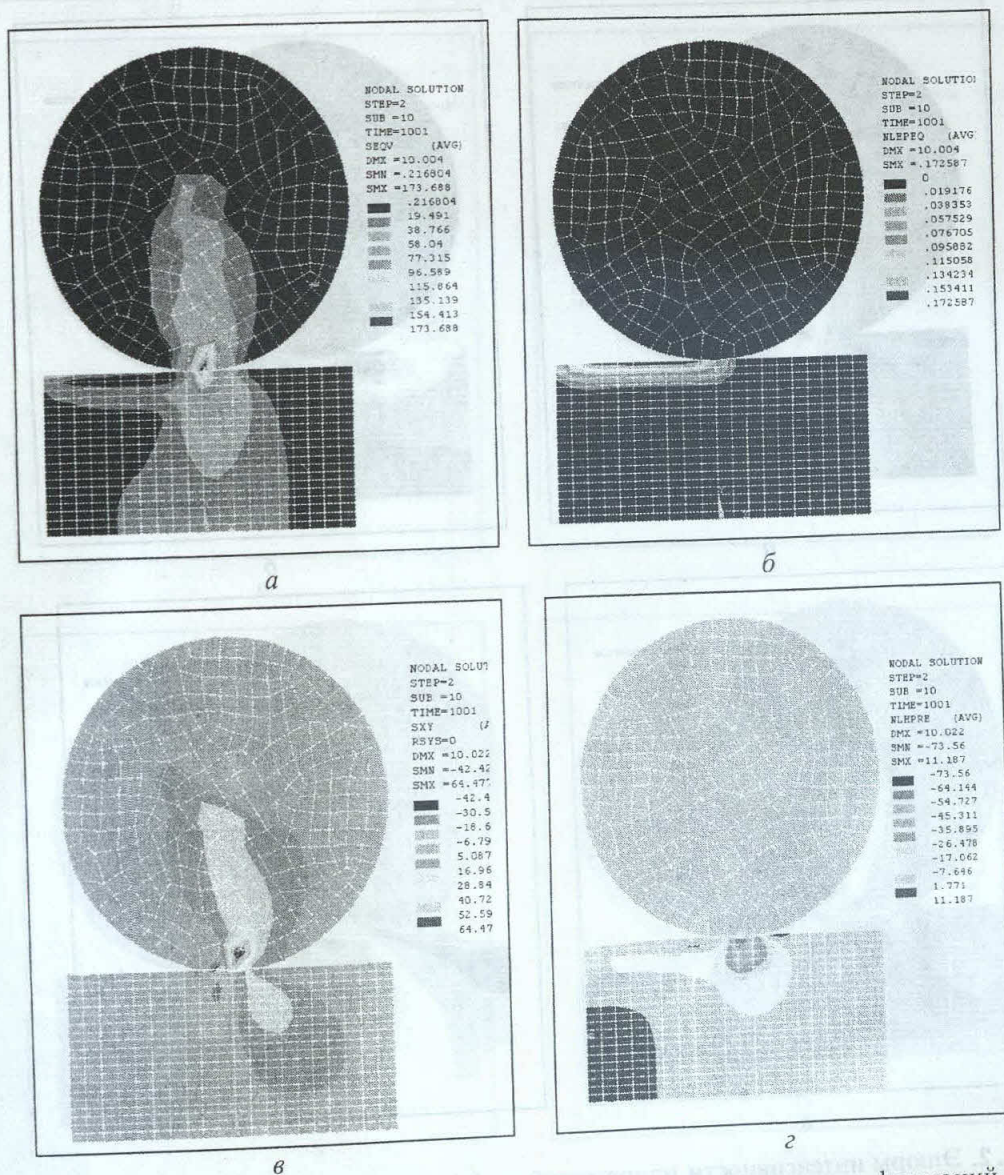 NODAL SOLUTION
STEP=2
SUB =10
TIME=1001
SEQV (AVG)
DMX =10.004
SMN =.216804
SMX =173.688
.216804
19.491
38.766
58.04
77.315
96.589
115.864
135.139
154.413
173.688
а
NODAL SOLUTION
STEP=2
SUB =10
TIME=1001
NLEPEQ (AVG)
DMX =10.004
SMX =.172587
0
.019176
.038353
.057529
.076705
.095882
.115058
.134234
.153411
.172587
б
NODAL SOLUT
STEP=2
SUB =10
TIME=1001
SXY
RSYS=0
DMX =10.022
SMN =-42.42
SMX =64.47
-42.4
-30.5
-18.6
-6.79
5.087
16.96
28.84
40.72
52.59
64.47
в
NODAL SOLUTION
STEP=2
SUB =10
TIME=1001
NLEPRE (AVG)
DMX =10.022
SMN =-73.56
SMX =11.187
-73.56
-64.144
-54.727
-45.311
-35.895
-26.478
-17.062
-7.646
1.771
11.187
г